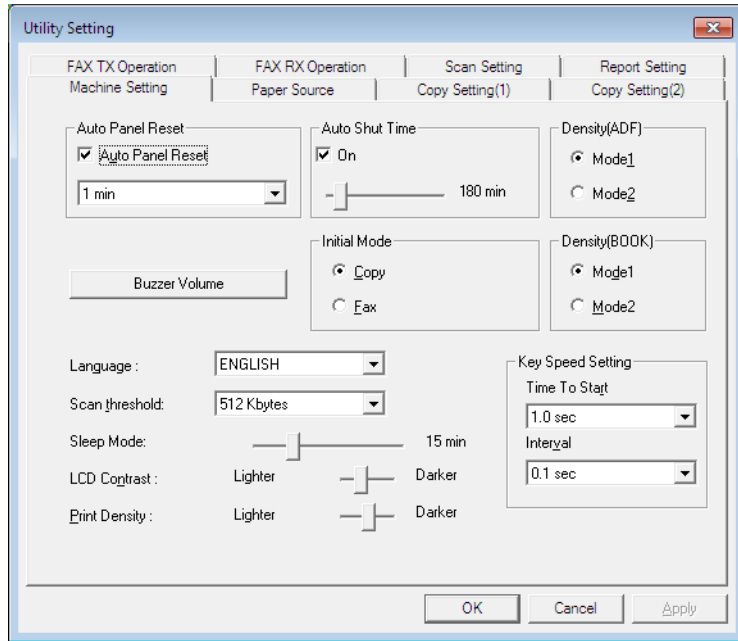 Utility Setting
FAX TX Operation FAX RX Operation Scan Setting Report Setting
Machine Setting Paper Source Copy Setting(1) Copy Setting(2)
Auto Panel Reset Auto Shut Time Density(ADF)
Auto Panel Reset On Mode1
1 min 180 min Mode2
Initial Mode Density(BOOK)
Buzzer Volume Copy Mode1
Fax Mode2
Language : ENGLISH Key Speed Setting
Time To Start
Scan threshold: 512 Kbytes 1.0 sec
Sleep Mode: 15 min Interval
LCD Contrast : Lighter Darker 0.1 sec
Print Density : Lighter Darker
OK Cancel Apply